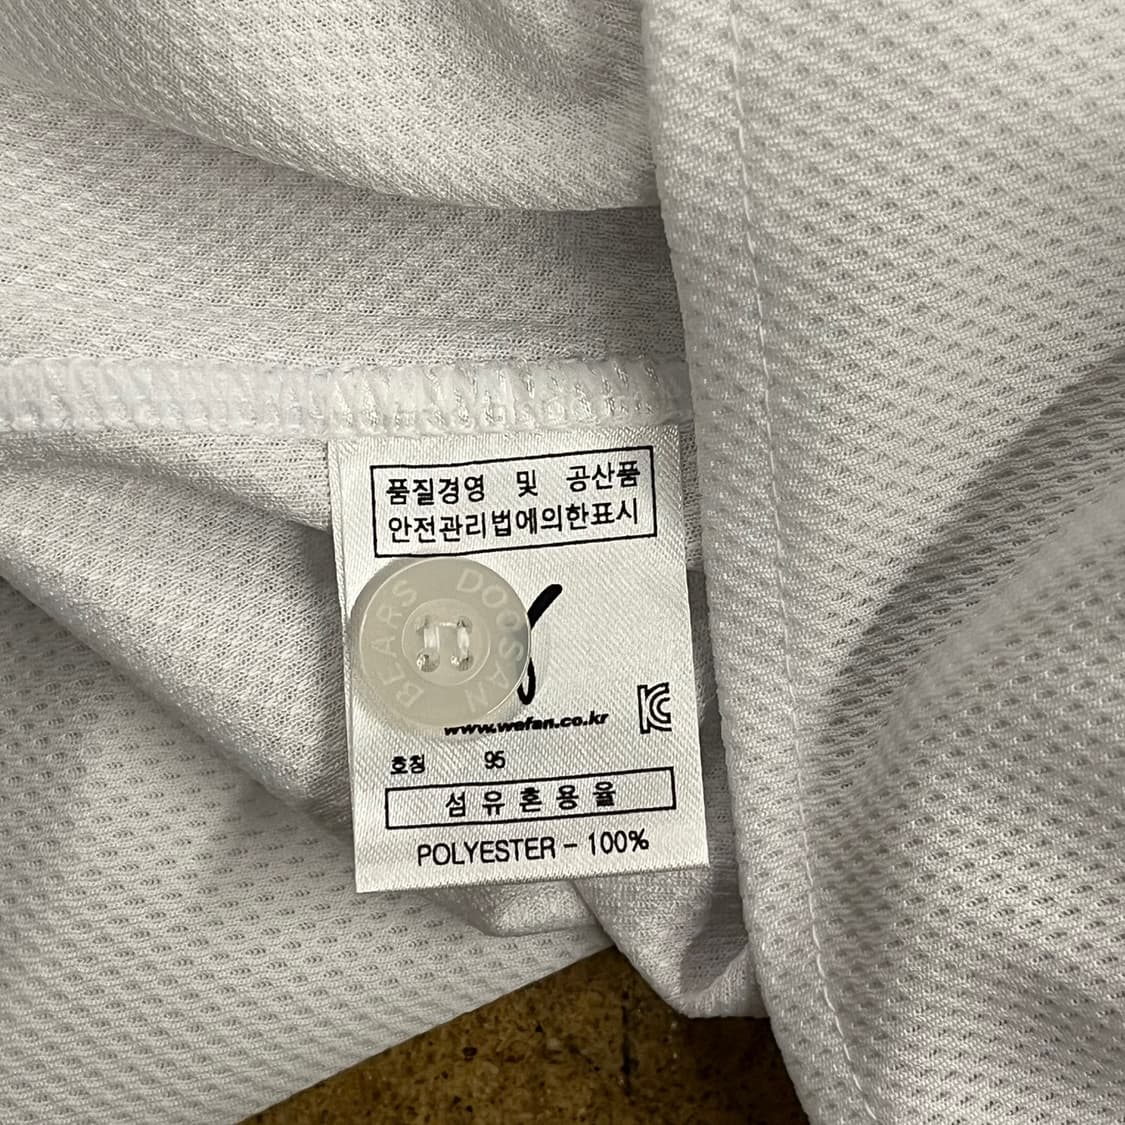 품질경영 및 공산품
안전관리법에의한표시
DOOSAN
BEARS
www.wefan.co.kr
호칭 95
섬유혼용율
POLYESTER - 100%